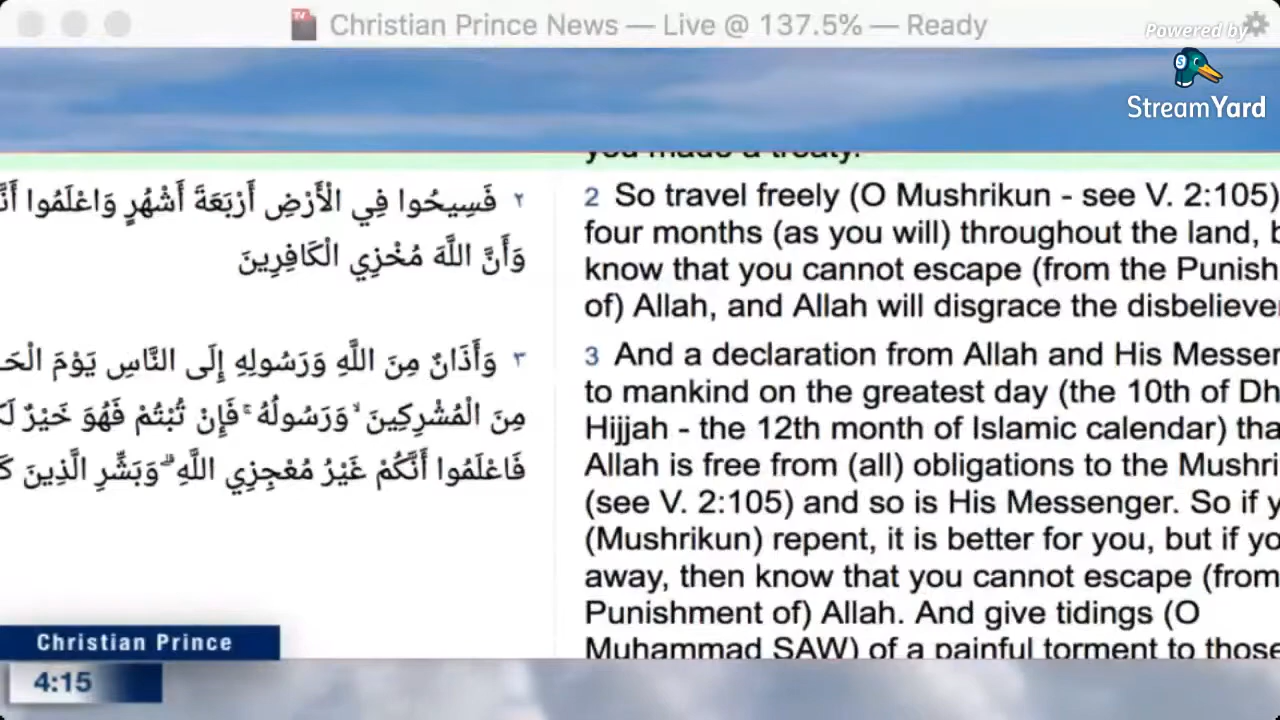 Christian Prince News — Live @ 137.5% — Ready
Powered by
StreamYard
you made a treaty.
٢ فَسِيحُوا فِي الْأَرْضِ أَرْبَعَةَ أَشْهُرٍ وَاعْلَمُوا
وَأَنَّ اللَّهَ مُخْزِي الْكَافِرِينَ
2 So travel freely (O Mushrikun - see V. 2:105)
four months (as you will) throughout the land,
know that you cannot escape (from the Punish
of) Allah, and Allah will disgrace the disbeliever
٣ وَأَذَانٌ مِنَ اللَّهِ وَرَسُولِهِ إِلَى النَّاسِ يَوْمَ
مِنَ الْمُشْرِكِينَ ۙ وَرَسُولُهُ ۚ فَإِنْ تُبْتُمْ فَهُوَ خَيْرٌ
فَاعْلَمُوا أَنَّكُمْ غَيْرُ مُعْجِزِي اللَّهِ ۗ وَبَشِّرِ الَّذِينَ
3 And a declaration from Allah and His Messen
to mankind on the greatest day (the 10th of Dh
Hijjah - the 12th month of Islamic calendar) tha
Allah is free from (all) obligations to the Mushri
(see V. 2:105) and so is His Messenger. So if y
(Mushrikun) repent, it is better for you, but if yo
away, then know that you cannot escape (from
Punishment of) Allah. And give tidings (O
Muhammad SAW) of a painful torment to those
Christian Prince
4:15